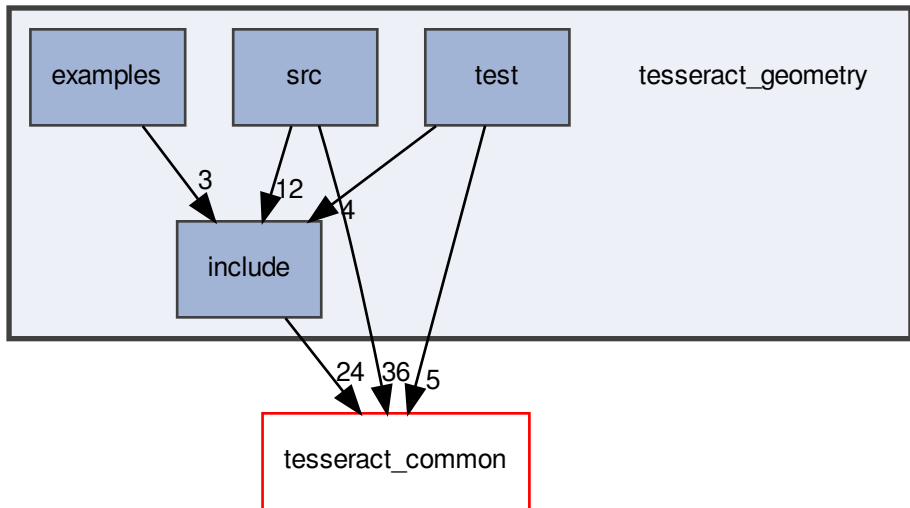 examples
src
test
tesseract_geometry
3
12
4
include
24
36
5
tesseract_common